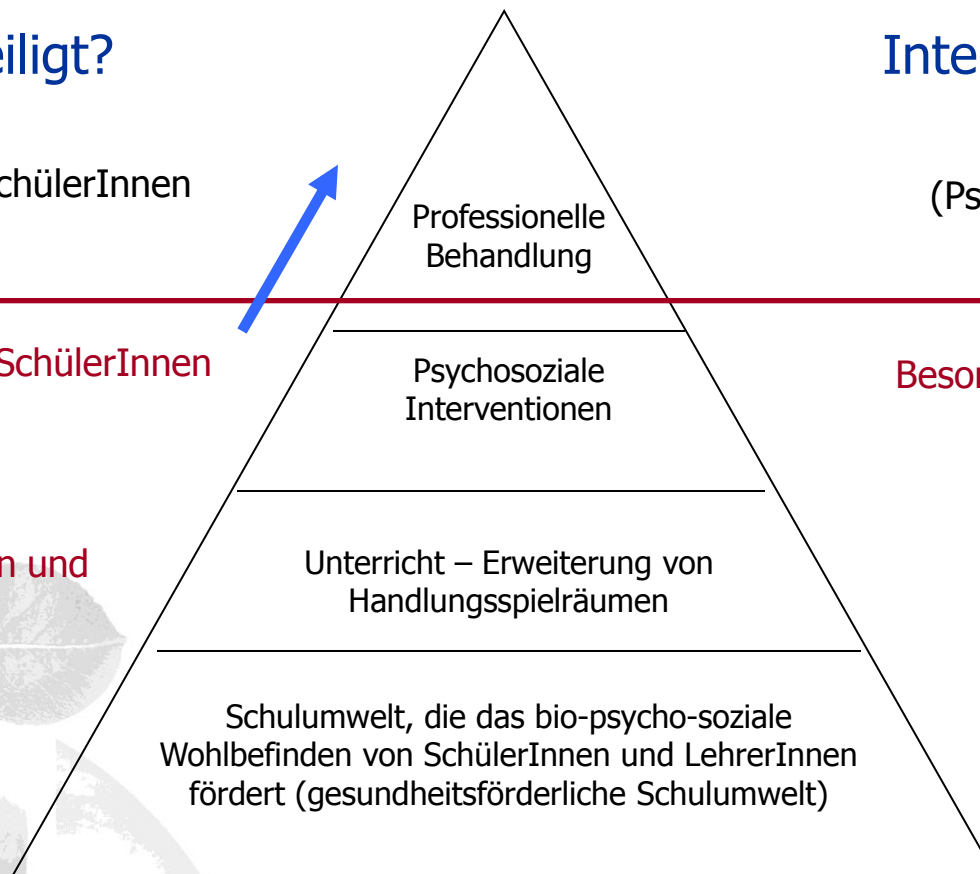 eiligt?
Inte
chülerInnen
(Ps
Professionelle
Behandlung
SchülerInnen
Besor
Psychosoziale
Interventionen
n und
Unterricht – Erweiterung von
Handlungsspielräumen
Schulumwelt, die das bio-psycho-soziale
Wohlbefinden von SchülerInnen und LehrerInnen
fördert (gesundheitsförderliche Schulumwelt)